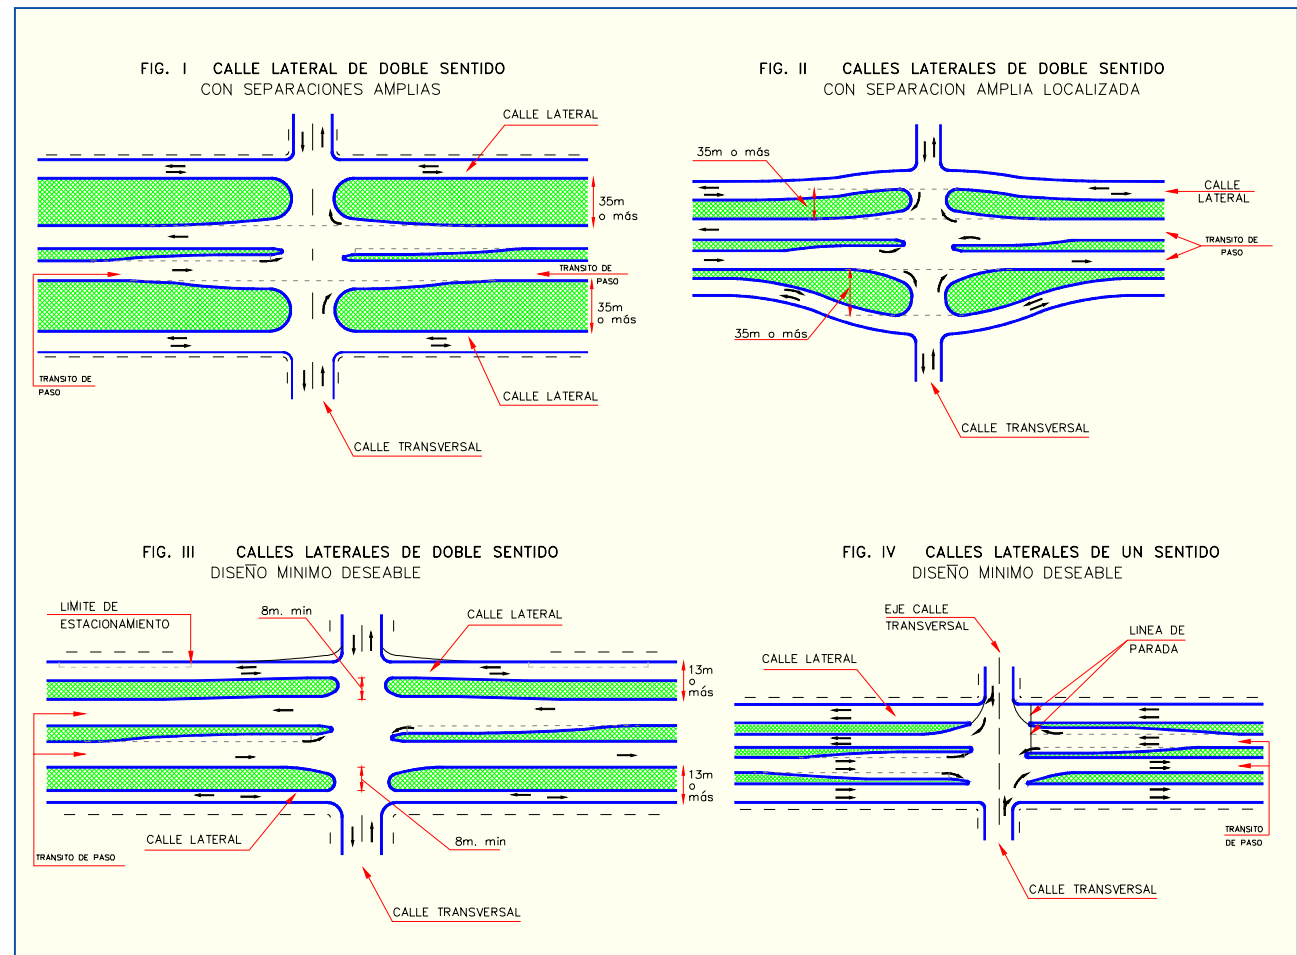 FIG. I CALLE LATERAL DE DOBLE SENTIDO
CON SEPARACIONES AMPLIAS
CALLE LATERAL
35m
o más
TRANSITO DE
PASO
35m
o más
TRANSITO DE
PASO
CALLE LATERAL
CALLE TRANSVERSAL
FIG. II CALLES LATERALES DE DOBLE SENTIDO
CON SEPARACION AMPLIA LOCALIZADA
35m o más
CALLE
LATERAL
TRANSITO DE
PASO
35m o más
CALLE TRANSVERSAL
FIG. III CALLES LATERALES DE DOBLE SENTIDO
DISEÑO MINIMO DESEABLE
LIMITE DE
ESTACIONAMIENTO
8m. min
CALLE LATERAL
13m
o
más
13m
o
más
CALLE LATERAL
8m. min
TRANSITO DE PASO
CALLE TRANSVERSAL
FIG. IV CALLES LATERALES DE UN SENTIDO
DISEÑO MINIMO DESEABLE
EJE CALLE
TRANSVERSAL
LINEA DE
PARADA
CALLE LATERAL
TRANSITO
DE PASO
CALLE TRANSVERSAL